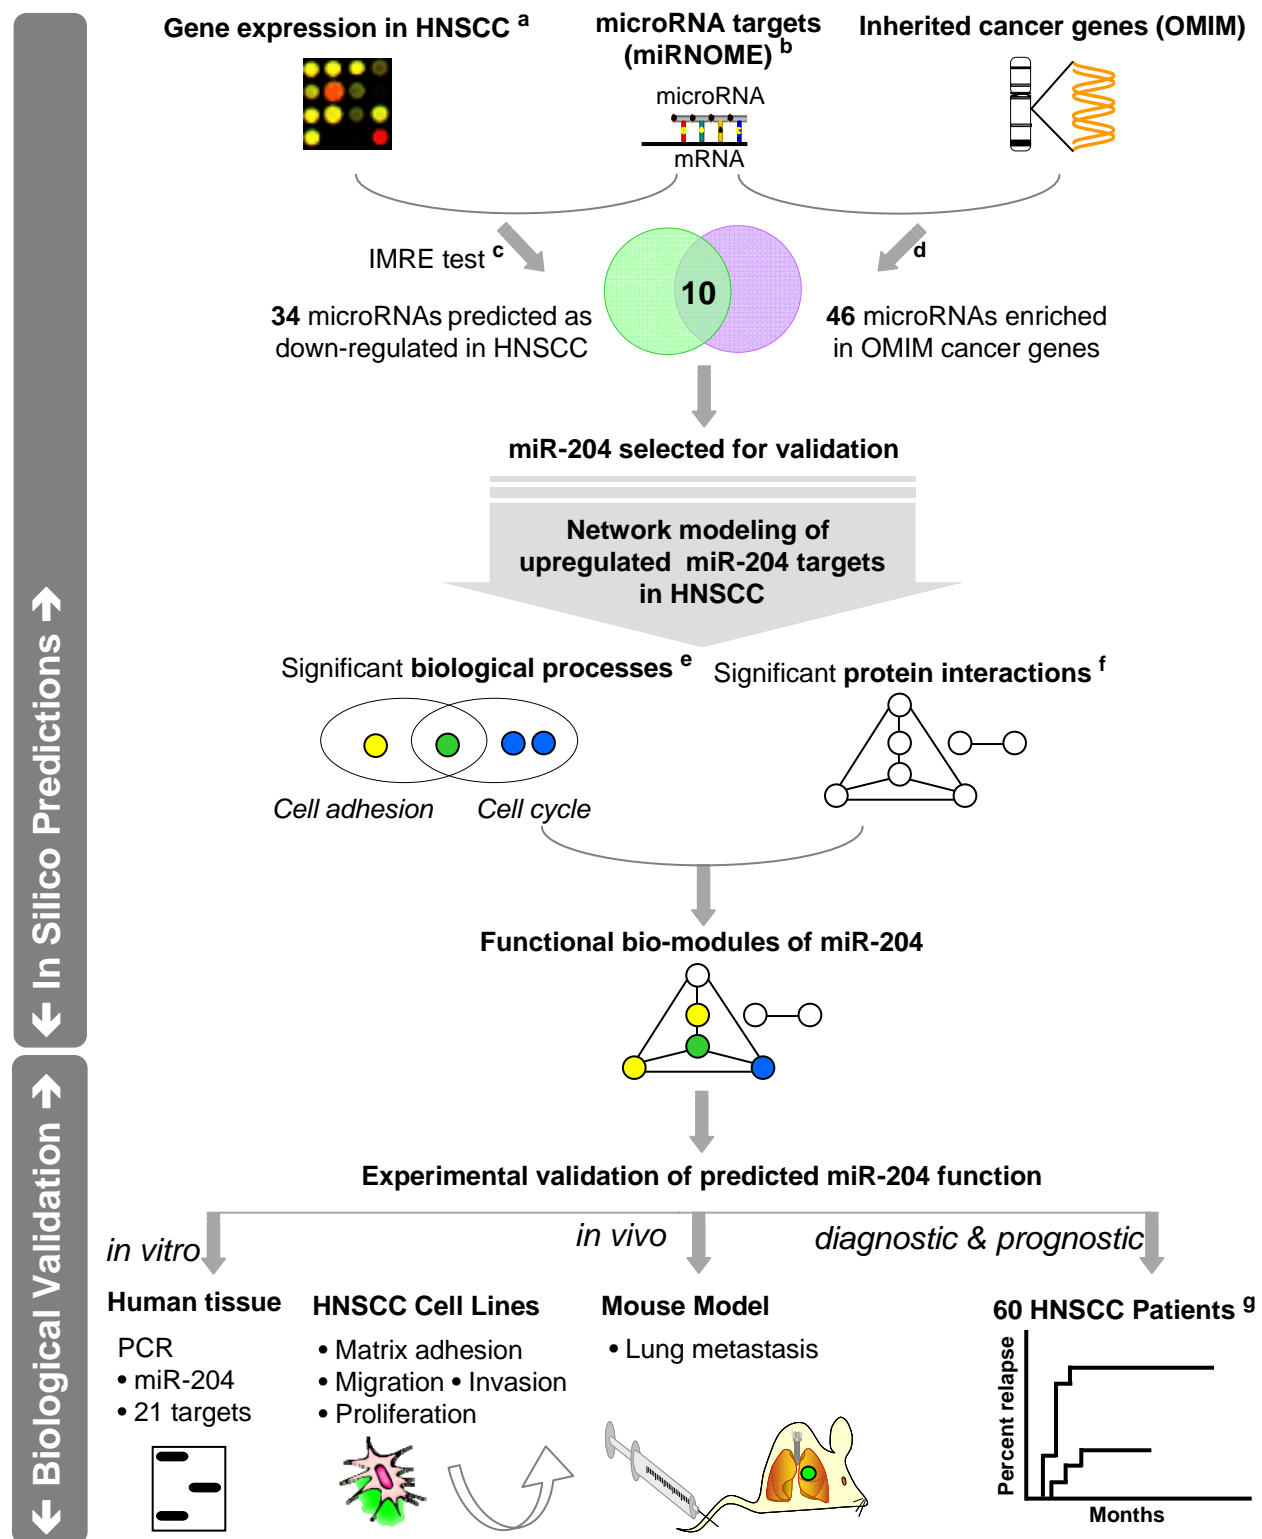 Gene expression in HNSCC a
microRNA targets
(miRNOME) b
Inherited cancer genes (OMIM)
microRNA
mRNA
IMRE test c
d
10
34 microRNAs predicted as
down-regulated in HNSCC
46 microRNAs enriched
in OMIM cancer genes
miR-204 selected for validation
Network modeling of
upregulated miR-204 targets
in HNSCC
← In Silico Predictions →
Significant biological processes e
Significant protein interactions f
Cell adhesion
Cell cycle
Functional bio-modules of miR-204
← Biological Validation →
Experimental validation of predicted miR-204 function
in vitro
in vivo
diagnostic & prognostic
Human tissue
PCR
• miR-204
• 21 targets
HNSCC Cell Lines
• Matrix adhesion
• Migration • Invasion
• Proliferation
Mouse Model
• Lung metastasis
60 HNSCC Patients g
Percent relapse
Months